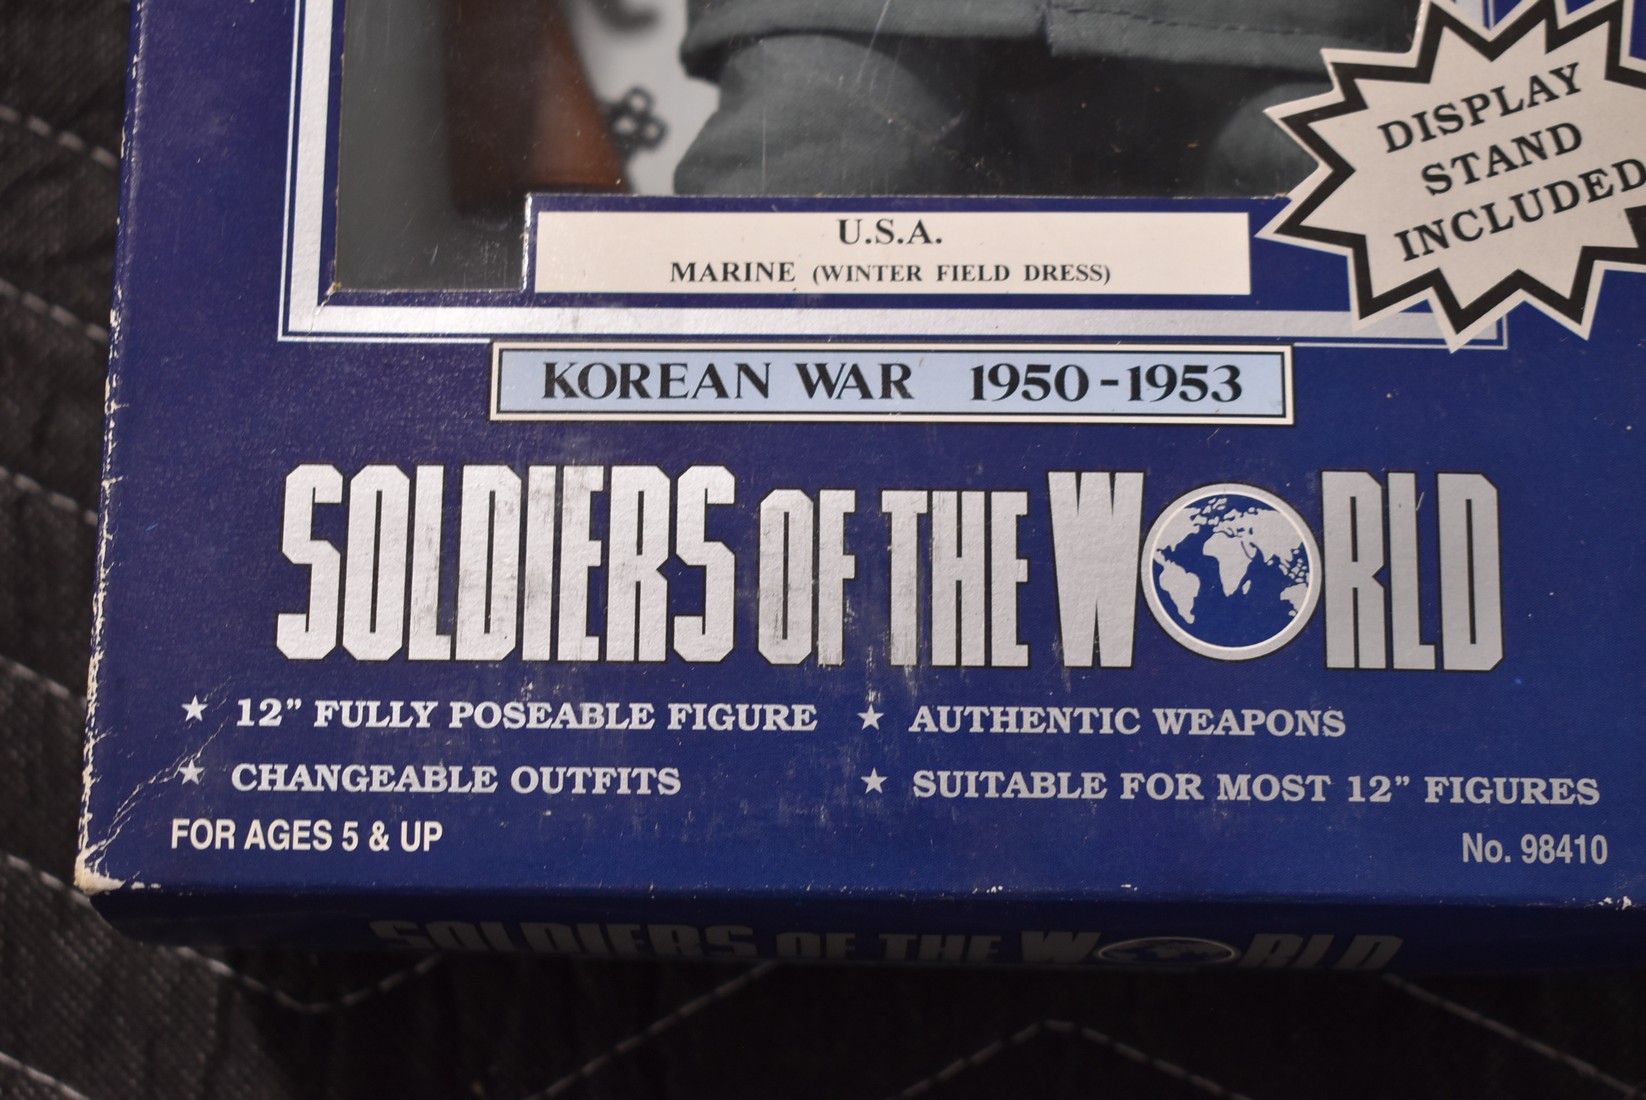 DISPLAY
STAND
INCLUDED
U.S.A.
MARINE (WINTER FIELD DRESS)
KOREAN WAR 1950-1953
SOLDIERS OF THE WORLD
★ 12” FULLY POSEABLE FIGURE ★ AUTHENTIC WEAPONS
★ CHANGEABLE OUTFITS ★ SUITABLE FOR MOST 12” FIGURES
FOR AGES 5 & UP No. 98410
SOLDIERS OF THE WORLD